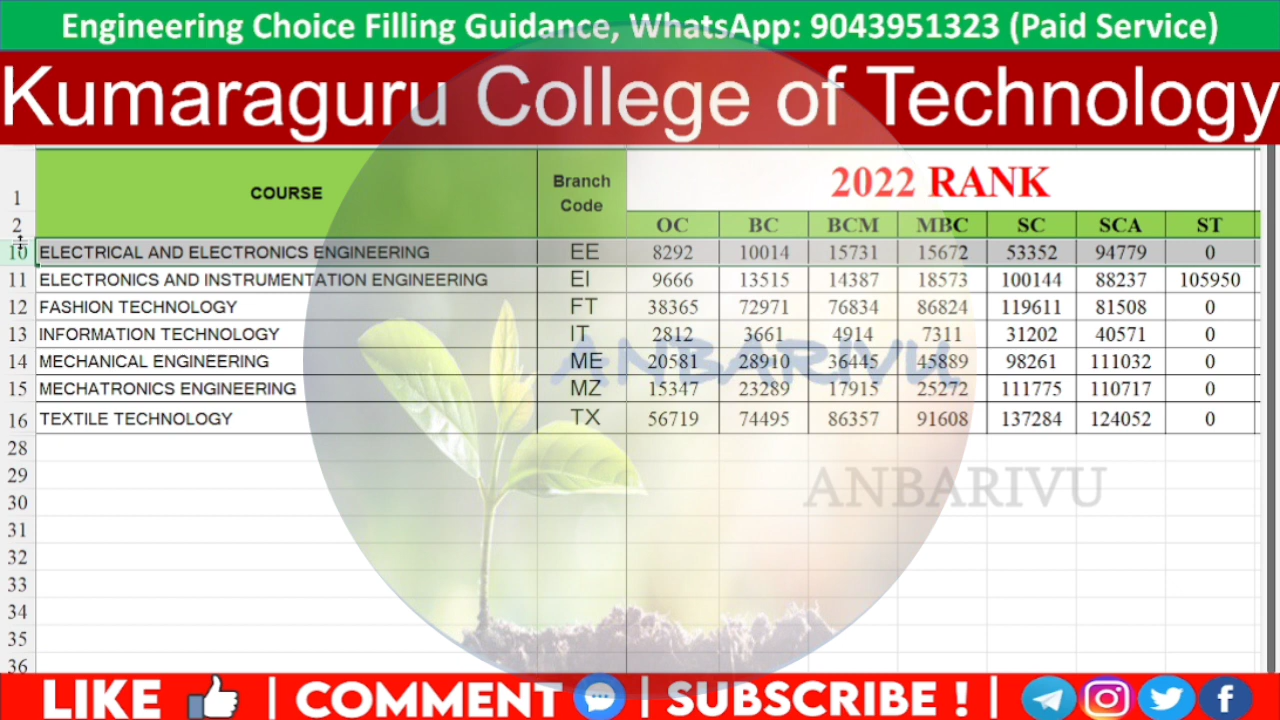 Engineering Choice Filling Guidance, WhatsApp: 9043951323 (Paid Service)
Kumaraguru College of Technology
1 COURSE Branch Code 2022 RANK
2 OC BC BCM MBC SC SCA ST
10 ELECTRICAL AND ELECTRONICS ENGINEERING EE 8292 10014 15731 15672 53352 94779 0
11 ELECTRONICS AND INSTRUMENTATION ENGINEERING EI 9666 13515 14387 18573 100144 88237 105950
12 FASHION TECHNOLOGY FT 38365 72971 76834 86824 119611 81508 0
13 INFORMATION TECHNOLOGY IT 2812 3661 4914 7311 31202 40571 0
14 MECHANICAL ENGINEERING ME 20581 28910 36445 45889 98261 111032 0
ANBARIVU
15 MECHATRONICS ENGINEERING MZ 15347 23289 17915 25272 111775 110717 0
16 TEXTILE TECHNOLOGY TX 56719 74495 86357 91608 137284 124052 0
28
29
ANBARIVU
30
31
32
33
34
35
36
LIKE | COMMENT | SUBSCRIBE ! |